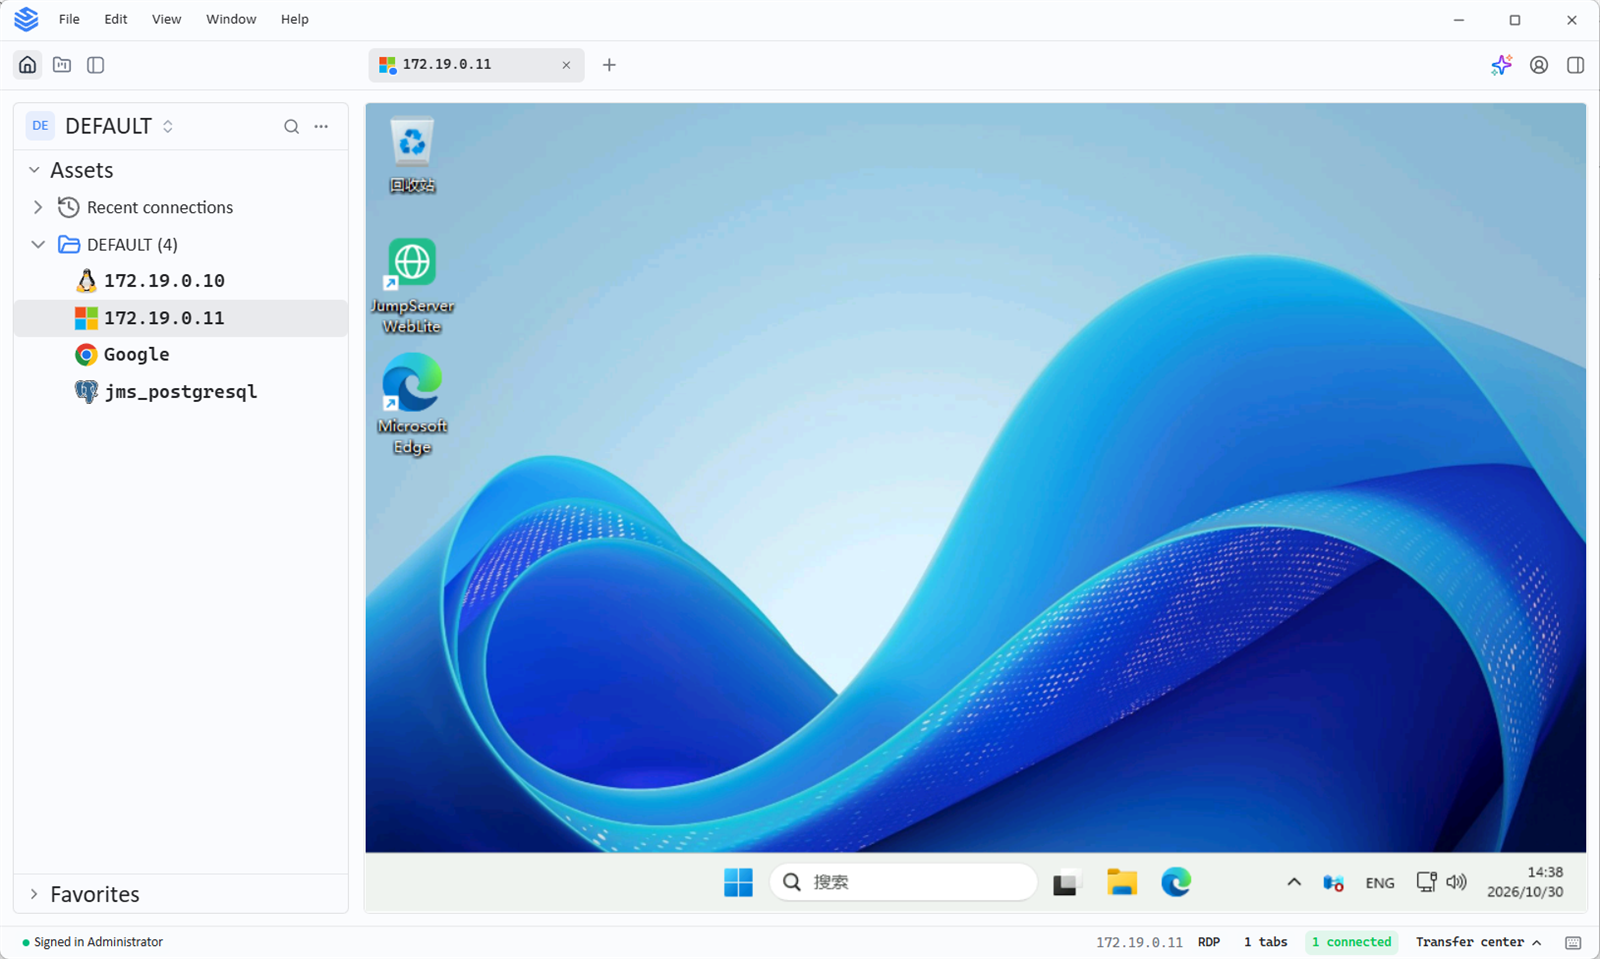 File Edit View Window Help
172.19.0.11
DE DEFAULT
Assets
Recent connections
DEFAULT (4)
172.19.0.10
172.19.0.11
Google
jms_postgresql
Favorites
回收站
JumpServer
WebLite
Microsoft
Edge
搜索
ENG
14:38
2026/10/30
Signed in Administrator
172.19.0.11 RDP 1 tabs 1 connected Transfer center